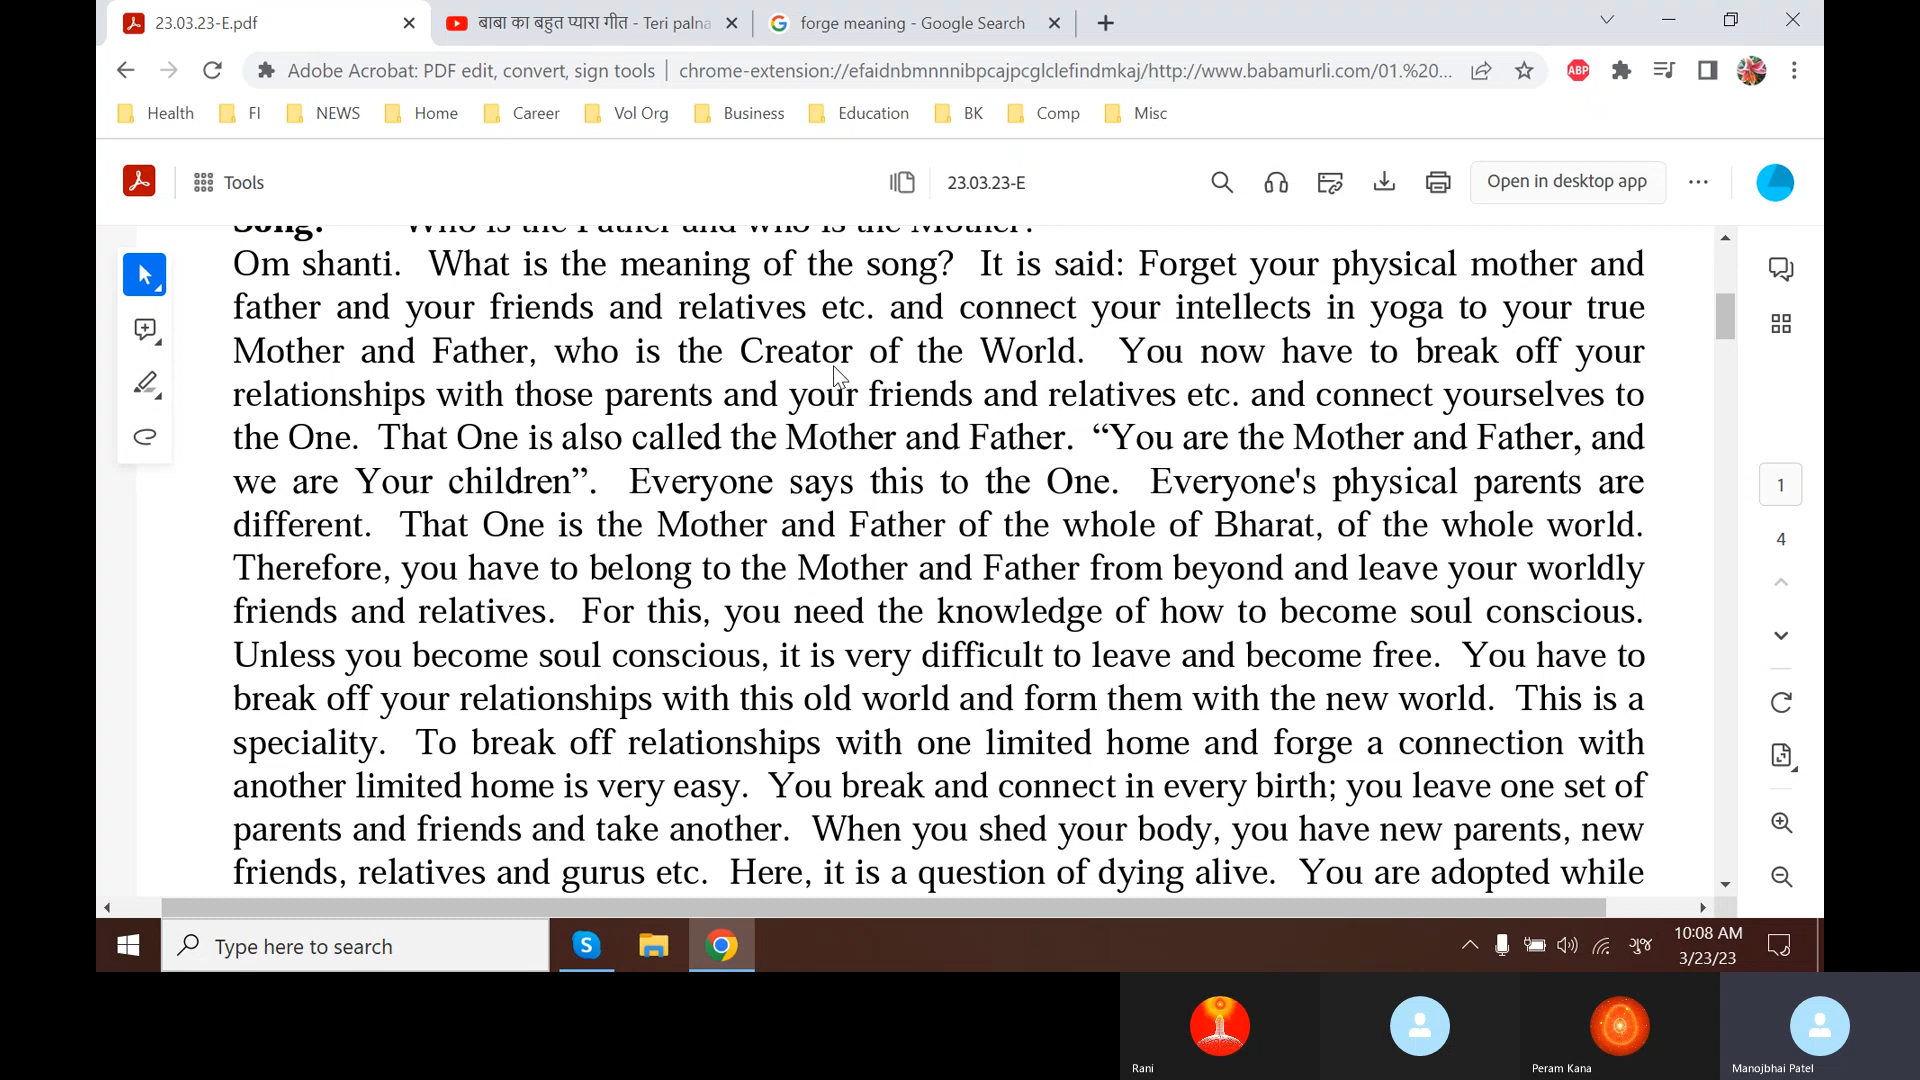 23.03.23-E.pdf
बाबा का बहुत प्यारा गीत - Teri palna
forge meaning - Google Search
Adobe Acrobat: PDF edit, convert, sign tools
chrome-extension://efaidnbmnnnibpcajpcglclefindmkaj/http://www.babamurli.com/01.%20...
ABP
Health
FI
NEWS
Home
Career
Vol Org
Business
Education
BK
Comp
Misc
Tools
23.03.23-E
Open in desktop app
Song: Who is the Father and who is the Mother?
Om shanti. What is the meaning of the song? It is said: Forget your physical mother and
father and your friends and relatives etc. and connect your intellects in yoga to your true
Mother and Father, who is the Creator of the World. You now have to break off your
relationships with those parents and your friends and relatives etc. and connect yourselves to
the One. That One is also called the Mother and Father. “You are the Mother and Father, and
we are Your children”. Everyone says this to the One. Everyone's physical parents are
different. That One is the Mother and Father of the whole of Bharat, of the whole world.
Therefore, you have to belong to the Mother and Father from beyond and leave your worldly
friends and relatives. For this, you need the knowledge of how to become soul conscious.
Unless you become soul conscious, it is very difficult to leave and become free. You have to
break off your relationships with this old world and form them with the new world. This is a
speciality. To break off relationships with one limited home and forge a connection with
another limited home is very easy. You break and connect in every birth; you leave one set of
parents and friends and take another. When you shed your body, you have new parents, new
friends, relatives and gurus etc. Here, it is a question of dying alive. You are adopted while
1
4
Type here to search
ગુજ
10:08 AM
3/23/23
Rani
Peram Kana
Manojbhai Patel